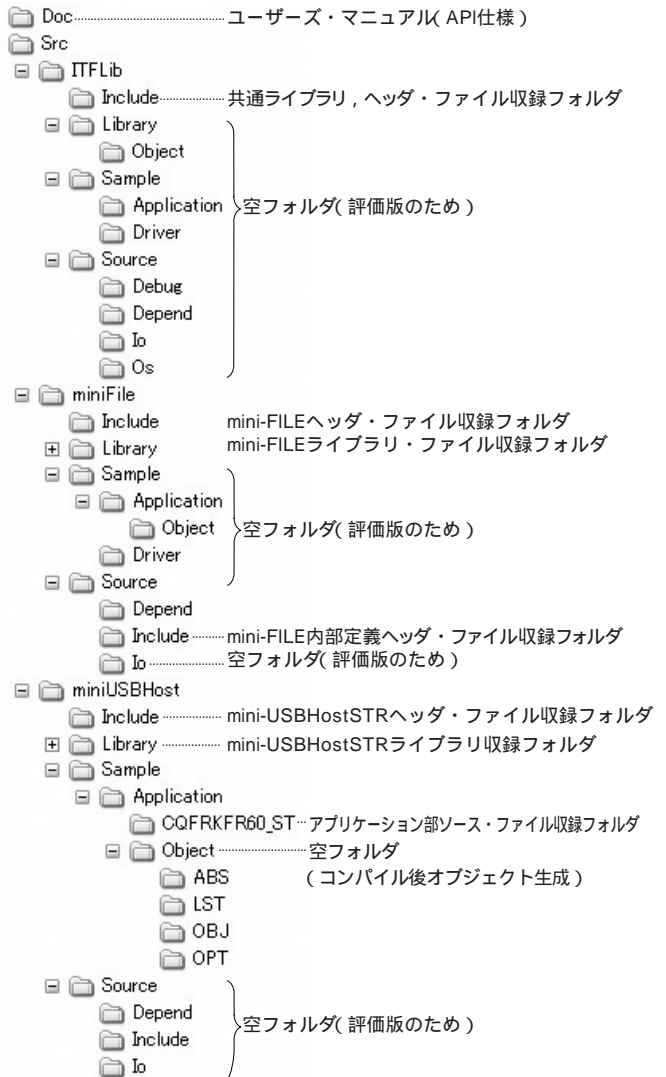 Doc ユーザーズ・マニュアル(API仕様)
Src
ITFLib
Include 共通ライブラリ,ヘッダ・ファイル収録フォルダ
Library
Object
Sample
Application 空フォルダ(評価版のため)
Driver
Source
Debug
Depend
Io
Os
miniFile
Include mini-FILEヘッダ・ファイル収録フォルダ
Library mini-FILEライブラリ・ファイル収録フォルダ
Sample
Application
Object 空フォルダ(評価版のため)
Driver
Source
Depend
Include mini-FILE内部定義ヘッダ・ファイル収録フォルダ
Io 空フォルダ(評価版のため)
miniUSBHost
Include mini-USBHostSTRヘッダ・ファイル収録フォルダ
Library mini-USBHostSTRライブラリ収録フォルダ
Sample
Application
CQFRKFR60_ST アプリケーション部ソース・ファイル収録フォルダ
Object 空フォルダ
ABS (コンパイル後オブジェクト生成)
LST
OBJ
OPT
Source
Depend 空フォルダ(評価版のため)
Include
Io